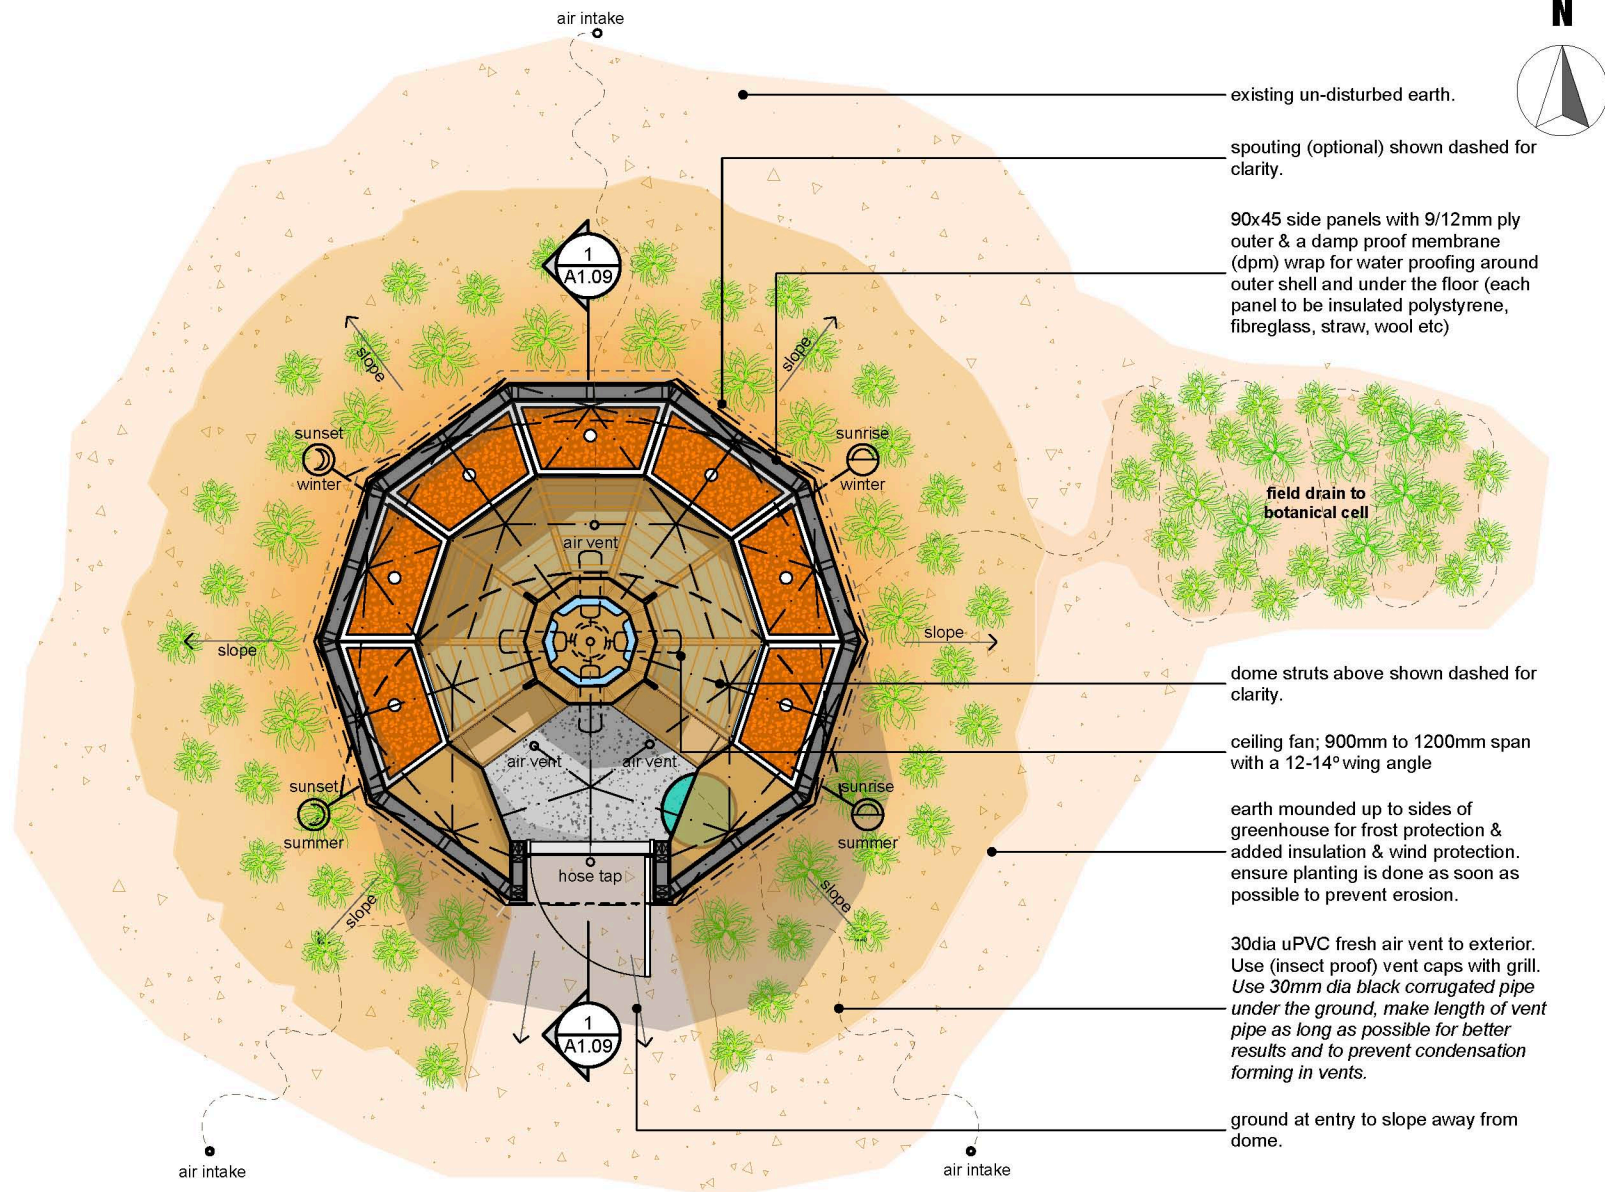 air intake
N
existing un-disturbed earth.
spouting (optional) shown dashed for
clarity.
90x45 side panels with 9/12mm ply
outer & a damp proof membrane
(dpm) wrap for water proofing around
outer shell and under the floor (each
panel to be insulated polystyrene,
fibreglass, straw, wool etc)
1
A1.09
slope
slope
sunset
winter
sunrise
winter
field drain to
botanical cell
air vent
slope
slope
dome struts above shown dashed for
clarity.
ceiling fan; 900mm to 1200mm span
with a 12-14º wing angle
air vent
air vent
sunset
summer
sunrise
summer
earth mounded up to sides of
greenhouse for frost protection &
added insulation & wind protection.
ensure planting is done as soon as
possible to prevent erosion.
hose tap
slope
slope
30dia uPVC fresh air vent to exterior.
Use (insect proof) vent caps with grill.
Use 30mm dia black corrugated pipe
under the ground, make length of vent
pipe as long as possible for better
results and to prevent condensation
forming in vents.
1
A1.09
ground at entry to slope away from
dome.
air intake
air intake